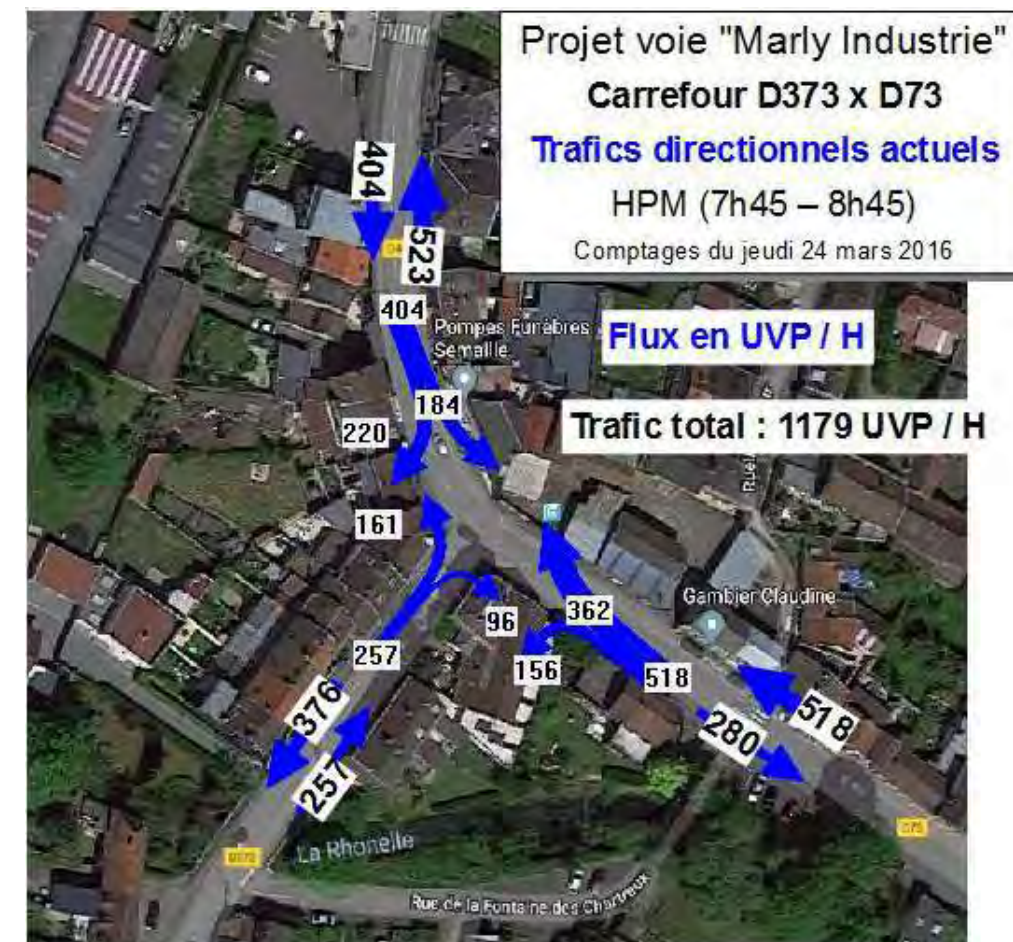 Projet voie "Marly Industrie"
Carrefour D373 x D73
Trafics directionnels actuels
HPM (7h45 – 8h45)
Comptages du jeudi 24 mars 2016
404
523
404
Pompes Funèbres
Semaille
Flux en UVP / H
184
Trafic total : 1179 UVP / H
220
161
Gambier Claudine
362
96
257
156
518
376
280
518
257
D73
La Rhonelle
Rue de la Fontaine des Chartreux